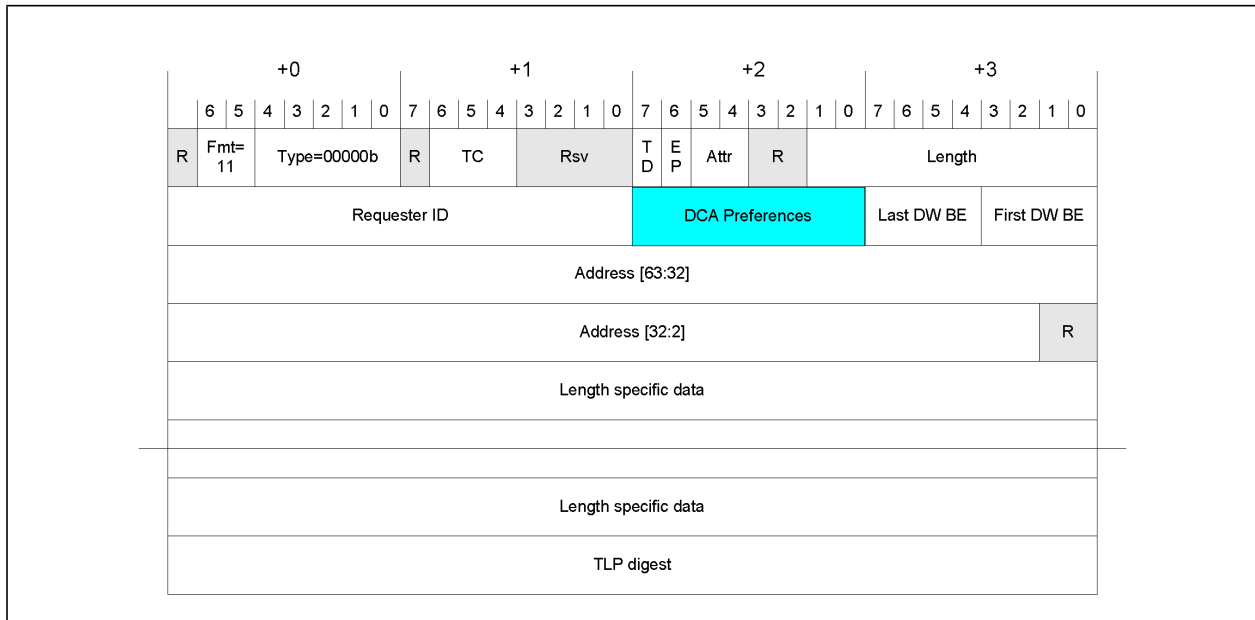 +0 +1 +2 +3
6 5 4 3 2 1 0 7 6 5 4 3 2 1 0 7 6 5 4 3 2 1 0 7 6 5 4 3 2 1 0
R Fmt= 11 Type=00000b R TC Rsv T D E P Attr R Length
Requester ID DCA Preferences Last DW BE First DW BE
Address [63:32]
Address [32:2] R
Length specific data
Length specific data
TLP digest